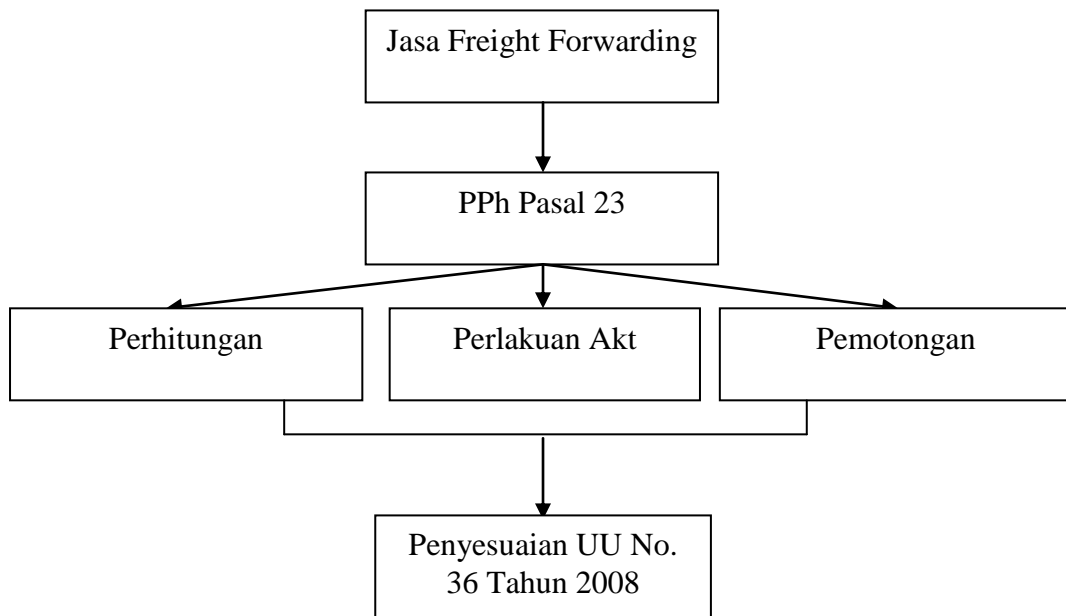 Jasa Freight Forwarding
PPh Pasal 23
Perhitungan
Perlakuan Akt
Pemotongan
Penyesuaian UU No.
36 Tahun 2008